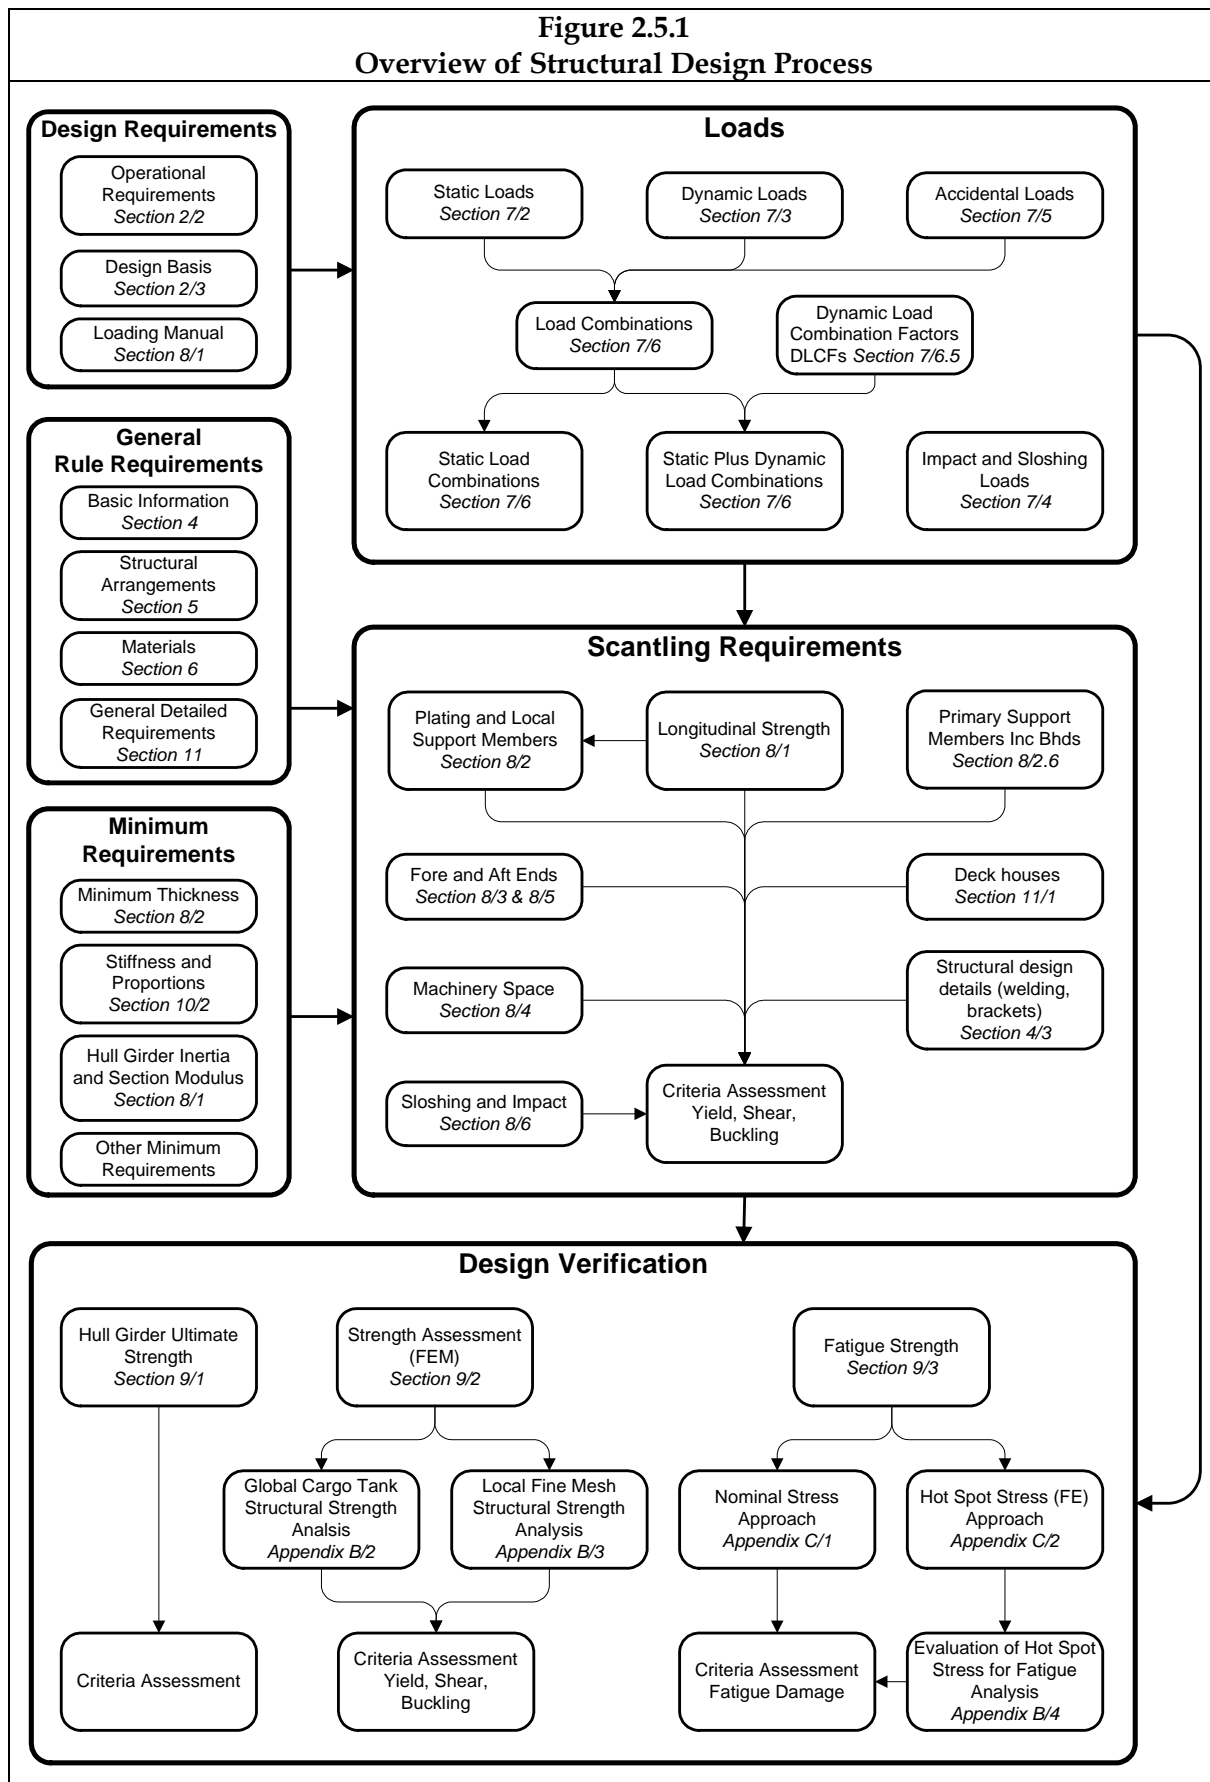 Figure 2.5.1
Overview of Structural Design Process
Design Requirements
Operational
Requirements
Section 2/2
Design Basis
Section 2/3
Loading Manual
Section 8/1
General
Rule Requirements
Basic Information
Section 4
Structural
Arrangements
Section 5
Materials
Section 6
General Detailed
Requirements
Section 11
Minimum
Requirements
Minimum Thickness
Section 8/2
Stiffness and
Proportions
Section 10/2
Hull Girder Inertia
and Section Modulus
Section 8/1
Other Minimum
Requirements
Loads
Static Loads
Section 7/2
Dynamic Loads
Section 7/3
Accidental Loads
Section 7/5
Load Combinations
Section 7/6
Dynamic Load
Combination Factors
DLCFs Section 7/6.5
Static Load
Combinations
Section 7/6
Static Plus Dynamic
Load Combinations
Section 7/6
Impact and Sloshing
Loads
Section 7/4
Scantling Requirements
Plating and Local
Support Members
Section 8/2
Longitudinal Strength
Section 8/1
Primary Support
Members Inc Bhds
Section 8/2.6
Fore and Aft Ends
Section 8/3 & 8/5
Deck houses
Section 11/1
Machinery Space
Section 8/4
Structural design
details (welding,
brackets)
Section 4/3
Sloshing and Impact
Section 8/6
Criteria Assessment
Yield, Shear,
Buckling
Design Verification
Hull Girder Ultimate
Strength
Section 9/1
Strength Assessment
(FEM)
Section 9/2
Fatigue Strength
Section 9/3
Global Cargo Tank
Structural Strength
Analsis
Appendix B/2
Local Fine Mesh
Structural Strength
Analysis
Appendix B/3
Nominal Stress
Approach
Appendix C/1
Hot Spot Stress (FE)
Approach
Appendix C/2
Criteria Assessment
Criteria Assessment
Yield, Shear,
Buckling
Criteria Assessment
Fatigue Damage
Evaluation of Hot Spot
Stress for Fatigue
Analysis
Appendix B/4